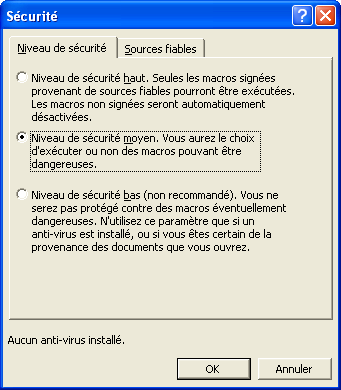 Sécurité
Niveau de sécurité
Sources fiables
Niveau de sécurité haut. Seules les macros signées
provenant de sources fiables pourront être exécutées.
Les macros non signées seront automatiquement
désactivées.
Niveau de sécurité moyen. Vous aurez le choix
d'exécuter ou non des macros pouvant être
dangereuses.
Niveau de sécurité bas (non recommandé). Vous ne
serez pas protégé contre des macros éventuellement
dangereuses. N'utilisez ce paramètre que si un
anti-virus est installé, ou si vous êtes certain de la
provenance des documents que vous ouvrez.
Aucun anti-virus installé.
OK
Annuler